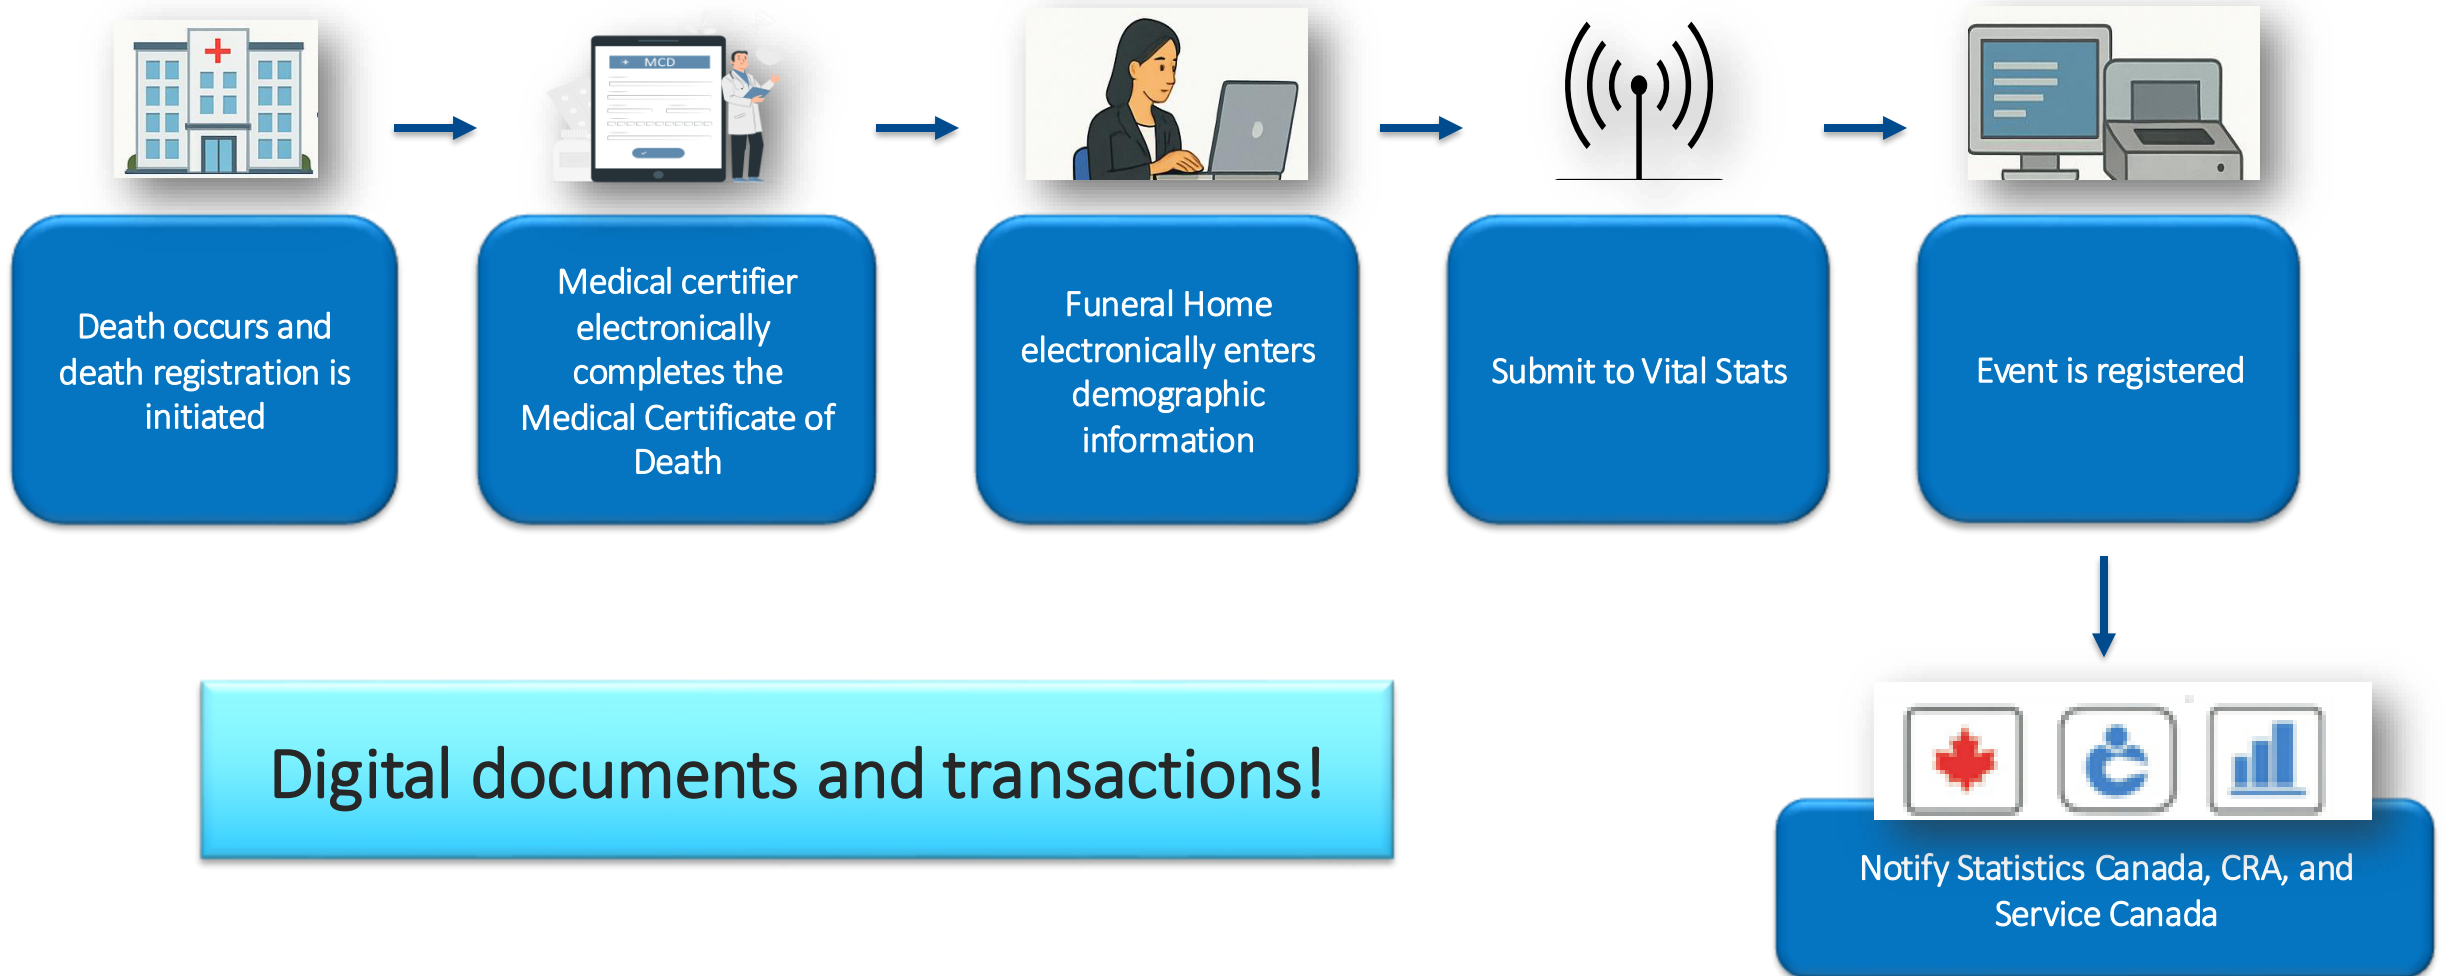 MCD
Death occurs and
death registration is
initiated
Medical certifier
electronically
completes the
Medical Certificate of
Death
Funeral Home
electronically enters
demographic
information
Submit to Vital Stats
Event is registered
Digital documents and transactions!
Notify Statistics Canada, CRA, and
Service Canada